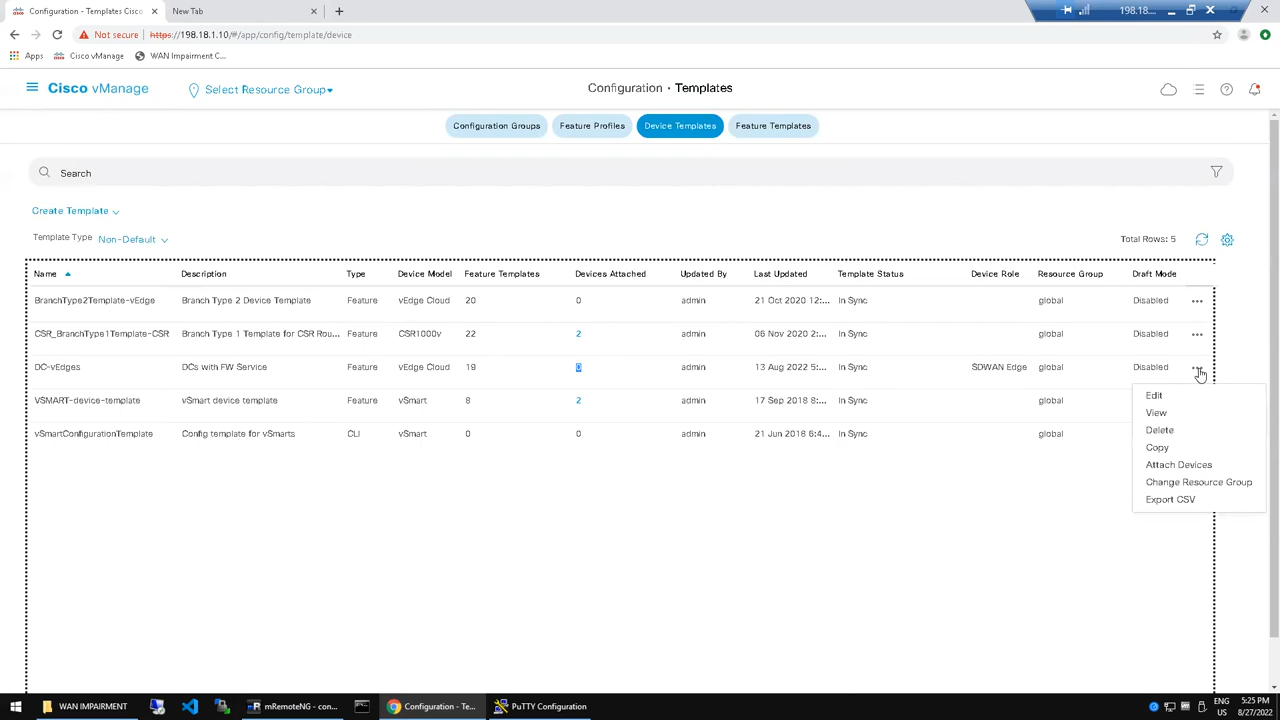 Configuration - Templates Cisco
New Tab
198.18....
Not secure
https://198.18.1.10/#/app/config/template/device
Apps
Cisco vManage
WAN Impairment C...
Cisco vManage
Select Resource Group
Configuration · Templates
Configuration Groups
Feature Profiles
Device Templates
Feature Templates
Search
Create Template
Template Type Non-Default
Total Rows: 5
Name Description Type Device Model Feature Templates Devices Attached Updated By Last Updated Template Status Device Role Resource Group Draft Mode
BranchType2Template-vEdge Branch Type 2 Device Template Feature vEdge Cloud 20 0 admin 21 Oct 2020 12:... In Sync global Disabled
CSR_BranchType1Template-CSR Branch Type 1 Template for CSR Rou... Feature CSR1000v 22 2 admin 06 Nov 2020 2:... In Sync global Disabled
DC-vEdges DCs with FW Service Feature vEdge Cloud 19 0 admin 13 Aug 2022 5:... In Sync SDWAN Edge global Disabled
VSMART-device-template vSmart device template Feature vSmart 8 2 admin 17 Sep 2018 8:... In Sync global
vSmartConfigurationTemplate Config template for vSmarts CLI vSmart 0 0 admin 21 Jun 2018 6:4... In Sync global
Edit
View
Delete
Copy
Attach Devices
Change Resource Group
Export CSV
WAN IMPAIRMENT
mRemoteNG - con...
Configuration - Te...
PuTTY Configuration
ENG
US
5:25 PM
8/27/2022